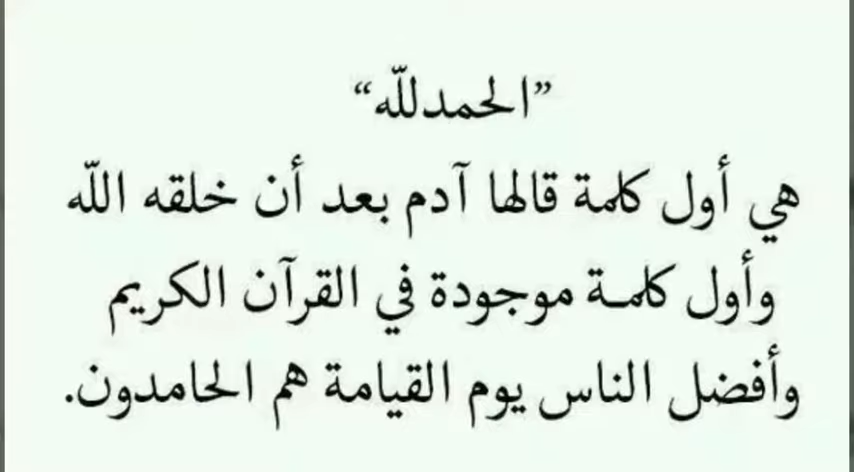 ”الحمدلله“
هي أول كلمة قالها آدم بعد أن خلقه الله
وأول كلمة موجودة في القرآن الكريم
وأفضل الناس يوم القيامة هم الحامدون.